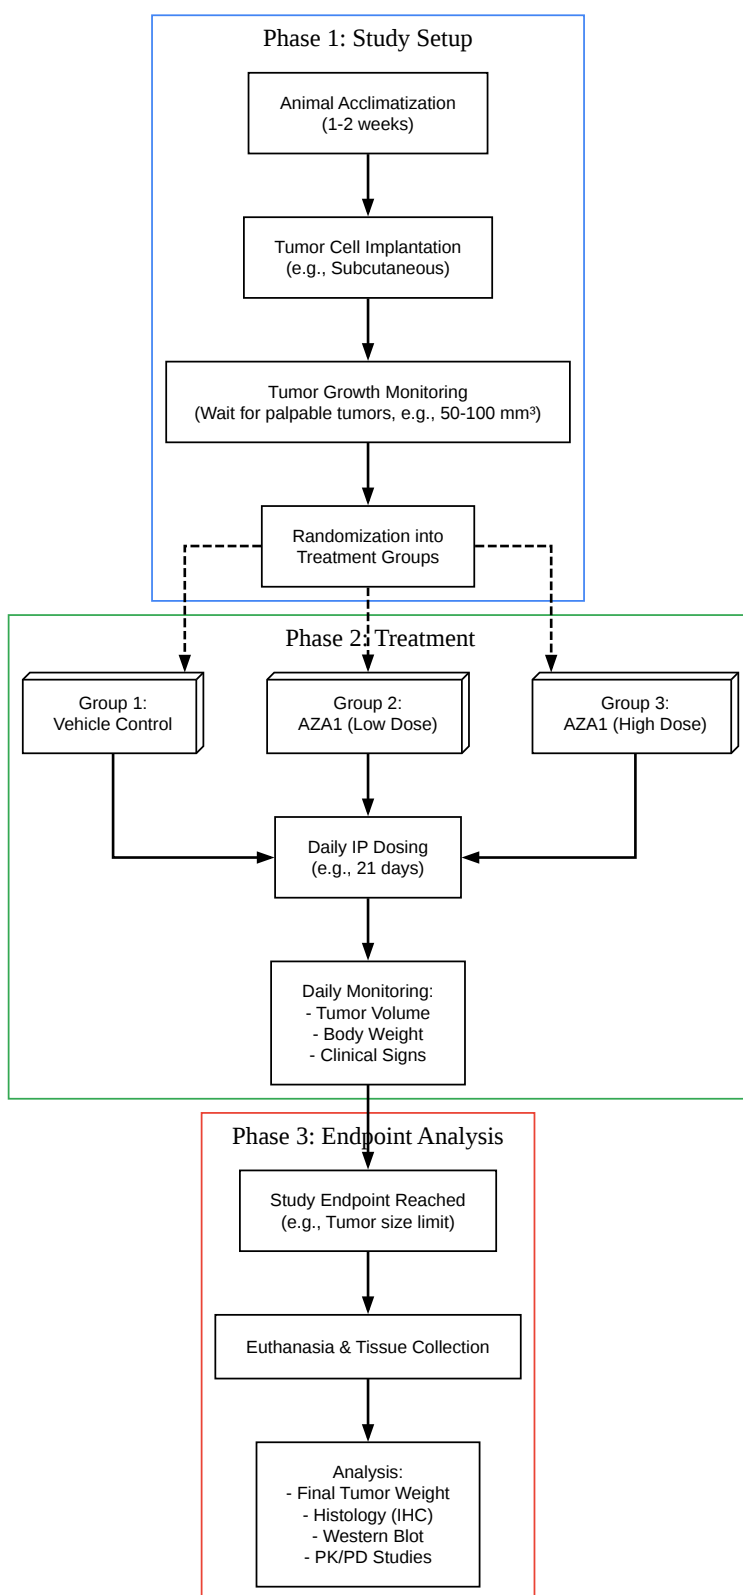 Phase 1: Study Setup
Animal Acclimatization
(1-2 weeks)
Tumor Cell Implantation
(e.g., Subcutaneous)
Tumor Growth Monitoring
(Wait for palpable tumors, e.g., 50-100 mm³)
Randomization into
Treatment Groups
Phase 2: Treatment
Group 1:
Vehicle Control
Group 2:
AZA1 (Low Dose)
Group 3:
AZA1 (High Dose)
Daily IP Dosing
(e.g., 21 days)
Daily Monitoring:
- Tumor Volume
- Body Weight
- Clinical Signs
Phase 3: Endpoint Analysis
Study Endpoint Reached
(e.g., Tumor size limit)
Euthanasia & Tissue Collection
Analysis:
- Final Tumor Weight
- Histology (IHC)
- Western Blot
- PK/PD Studies